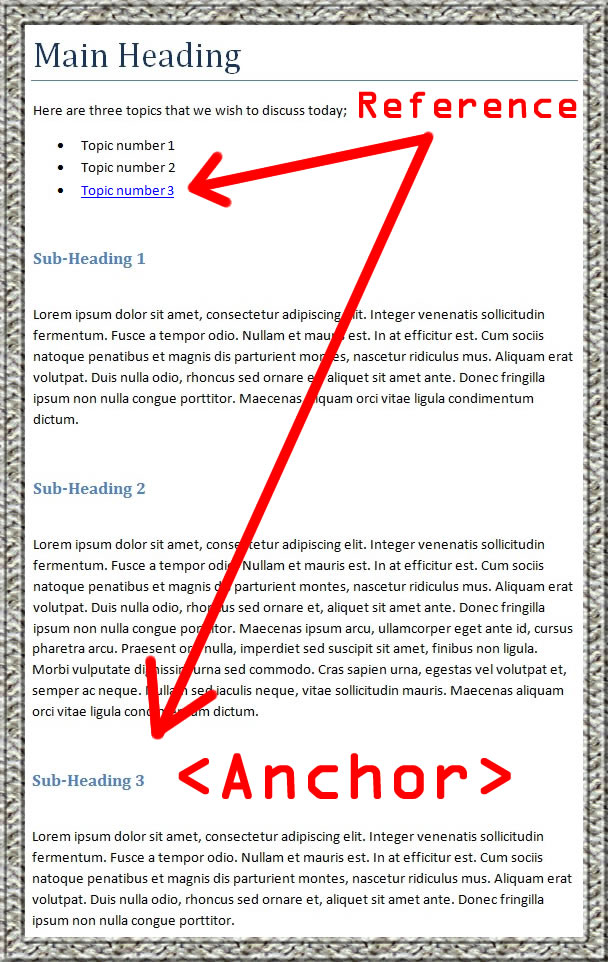 Main Heading
Here are three topics that we wish to discuss today; Reference
• Topic number 1
• Topic number 2
• Topic number 3
Sub-Heading 1
Lorem ipsum dolor sit amet, consectetur adipiscing elit. Integer venenatis sollicitudin
fermentum. Fusce a tempor odio. Nullam et mauris est. In at efficitur est. Cum sociis
natoque penatibus et magnis dis parturient montes, nascetur ridiculus mus. Aliquam erat
volutpat. Duis nulla odio, rhoncus sed ornare et, aliquet sit amet ante. Donec fringilla
ipsum non nulla congue porttitor. Maecenas aliquam orci vitae ligula condimentum
dictum.
Sub-Heading 2
Lorem ipsum dolor sit amet, consectetur adipiscing elit. Integer venenatis sollicitudin
fermentum. Fusce a tempor odio. Nullam et mauris est. In at efficitur est. Cum sociis
natoque penatibus et magnis dis parturient montes, nascetur ridiculus mus. Aliquam erat
volutpat. Duis nulla odio, rhoncus sed ornare et, aliquet sit amet ante. Donec fringilla
ipsum non nulla congue porttitor. Maecenas ipsum arcu, ullamcorper eget ante id, cursus
pharetra arcu. Praesent nulla, imperdiet sed suscipit sit amet, finibus non ligula.
Morbi vulputate dignissim urna sed commodo. Cras sapien urna, egestas vel volutpat et,
semper ac neque. Nullam sed iaculis neque, vitae sollicitudin mauris. Maecenas aliquam
orci vitae ligula condimentum dictum.
Sub-Heading 3 <Anchor>
Lorem ipsum dolor sit amet, consectetur adipiscing elit. Integer venenatis sollicitudin
fermentum. Fusce a tempor odio. Nullam et mauris est. In at efficitur est. Cum sociis
natoque penatibus et magnis dis parturient montes, nascetur ridiculus mus. Aliquam erat
volutpat. Duis nulla odio, rhoncus sed ornare et, aliquet sit amet ante. Donec fringilla
ipsum non nulla congue porttitor.